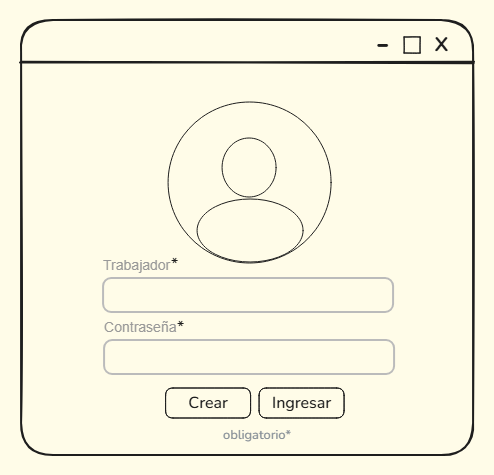 Trabajador*
Contraseña*
Crear Ingresar
obligatorio*